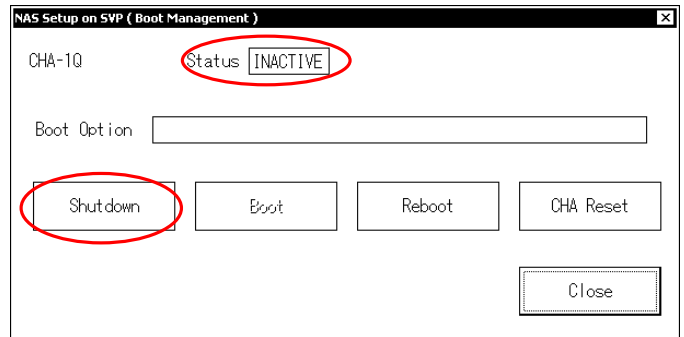 NAS Setup on SVP ( Boot Management )
CHA-1Q Status INACTIVE
Boot Option
Shutdown Boot Reboot CHA Reset
Close